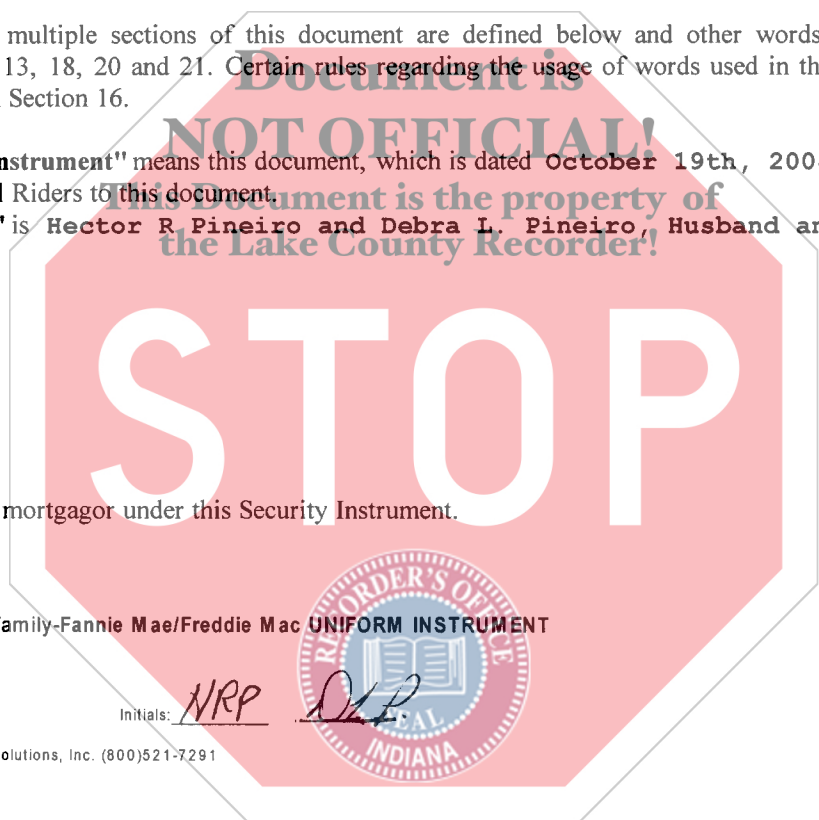 multiple sections of this document are defined below and other words
13, 18, 20 and 21. Certain rules regarding the usage of words used in th
Section 16.
Document is
NOT OFFICIAL!
This Document is the property of
the Lake County Recorder!
nstrument" means this document, which is dated October 19th, 200
Riders to this document.
" is Hector R Pineiro and Debra L. Pineiro, Husband an
STOP
mortgagor under this Security Instrument.
amily-Fannie Mae/Freddie Mac UNIFORM INSTRUMENT
RECORDER'S OFFICE
SEAL
INDIANA
Initials: HRP DLP.
olutions, Inc. (800)521-7291